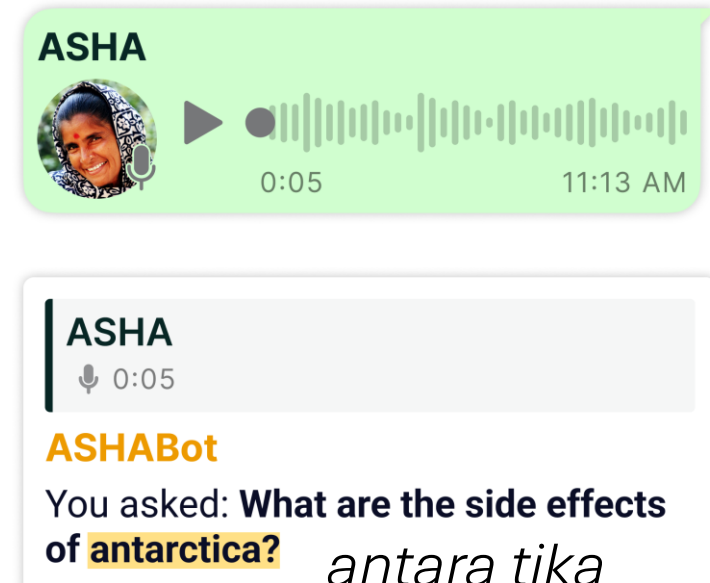 ASHA
0:05
11:13 AM
ASHA
0:05
ASHABot
You asked: What are the side effects
of antarctica?
antara tika